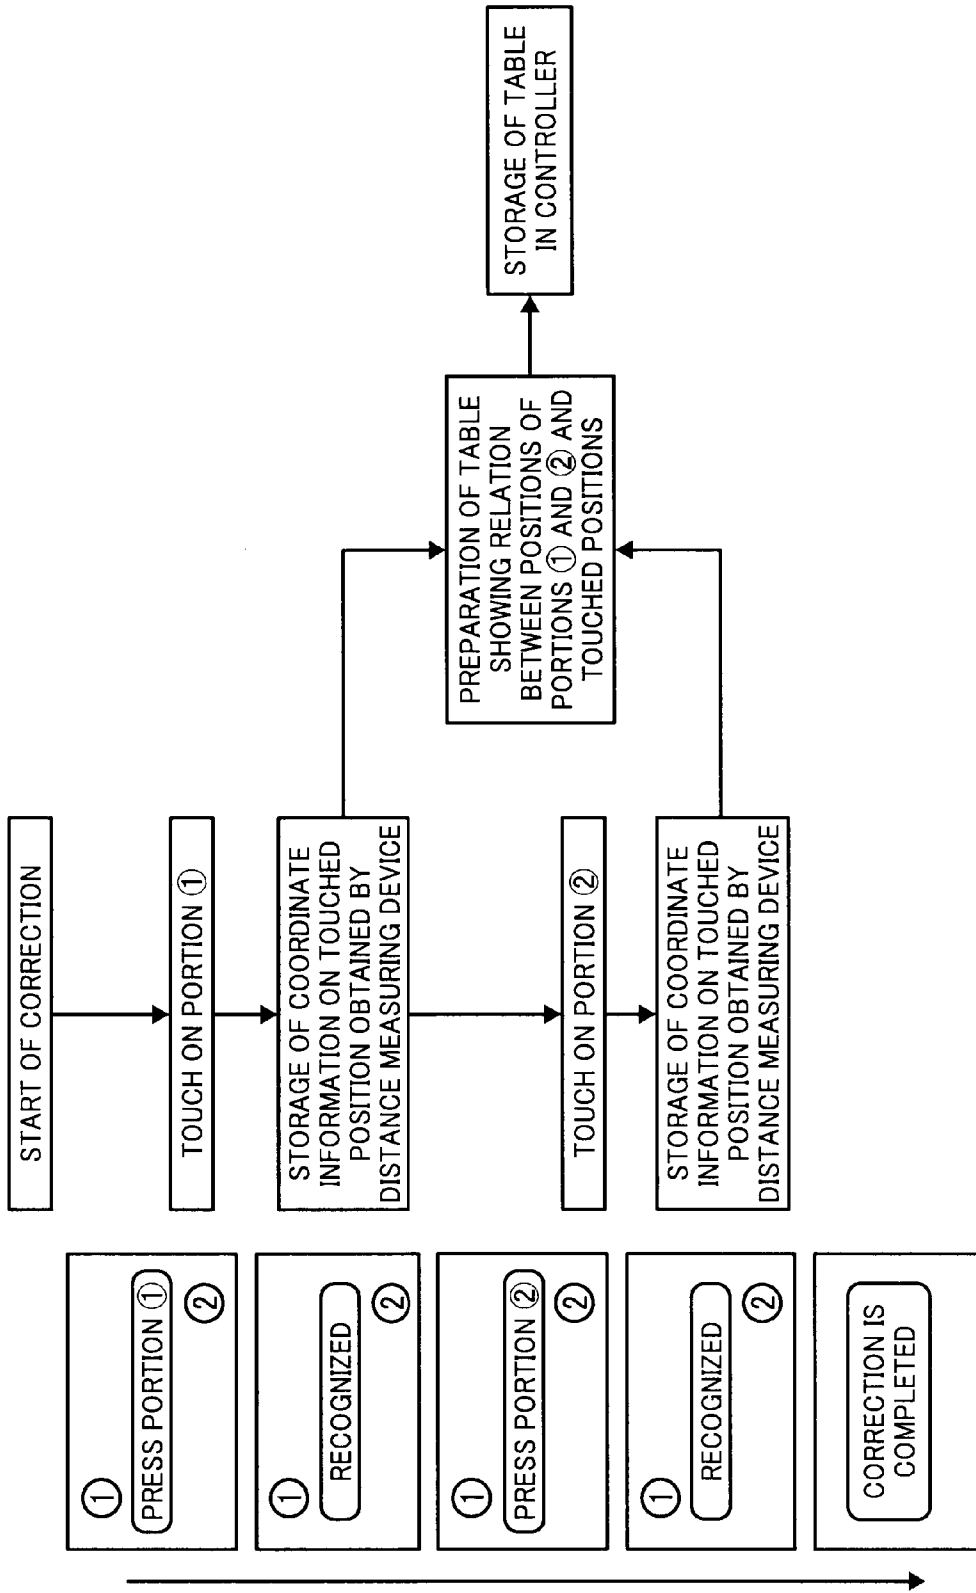 ①
PRESS PORTION ①
②
①
RECOGNIZED
②
①
PRESS PORTION ②
②
①
RECOGNIZED
②
CORRECTION IS
COMPLETED
START OF CORRECTION
TOUCH ON PORTION ①
STORAGE OF COORDINATE
INFORMATION ON TOUCHED
POSITION OBTAINED BY
DISTANCE MEASURING DEVICE
TOUCH ON PORTION ②
STORAGE OF COORDINATE
INFORMATION ON TOUCHED
POSITION OBTAINED BY
DISTANCE MEASURING DEVICE
PREPARATION OF TABLE
SHOWING RELATION
BETWEEN POSITIONS OF
PORTIONS ① AND ② AND
TOUCHED POSITIONS
STORAGE OF TABLE
IN CONTROLLER